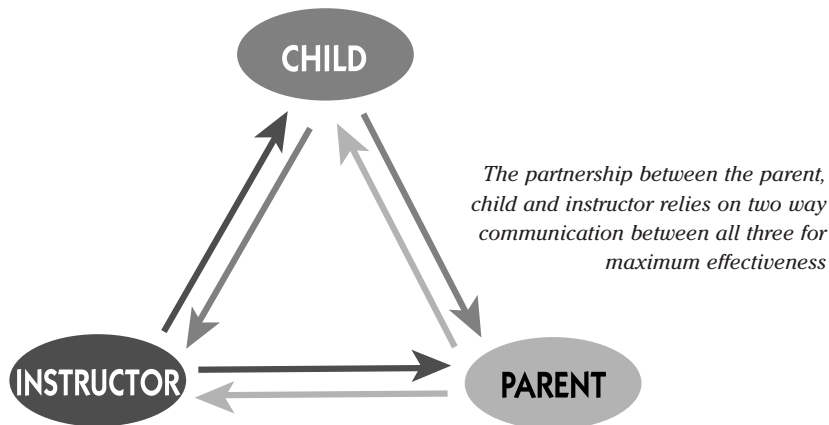 CHILD
The partnership between the parent,
child and instructor relies on two way
communication between all three for
maximum effectiveness
INSTRUCTOR
PARENT